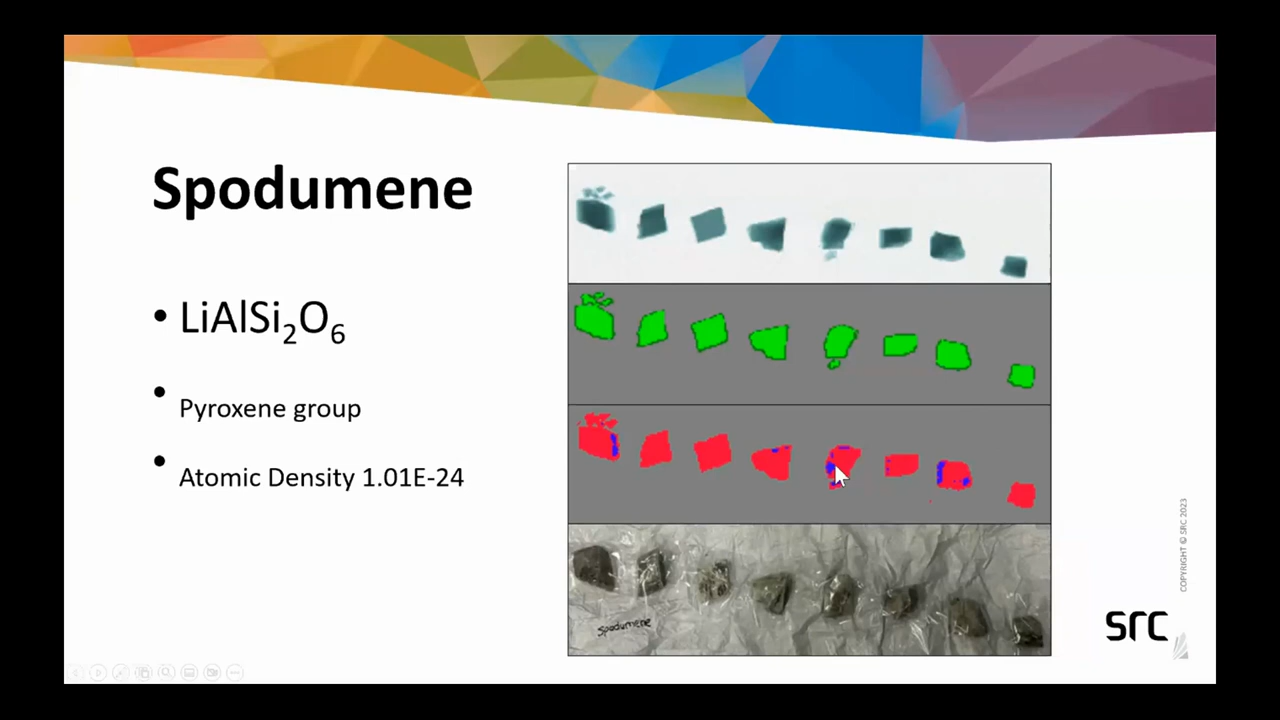 Spodumene
• LiAlSi₂O₆
• Pyroxene group
• Atomic Density 1.01E-24
Spodumene
COPYRIGHT © SRC 2023
src